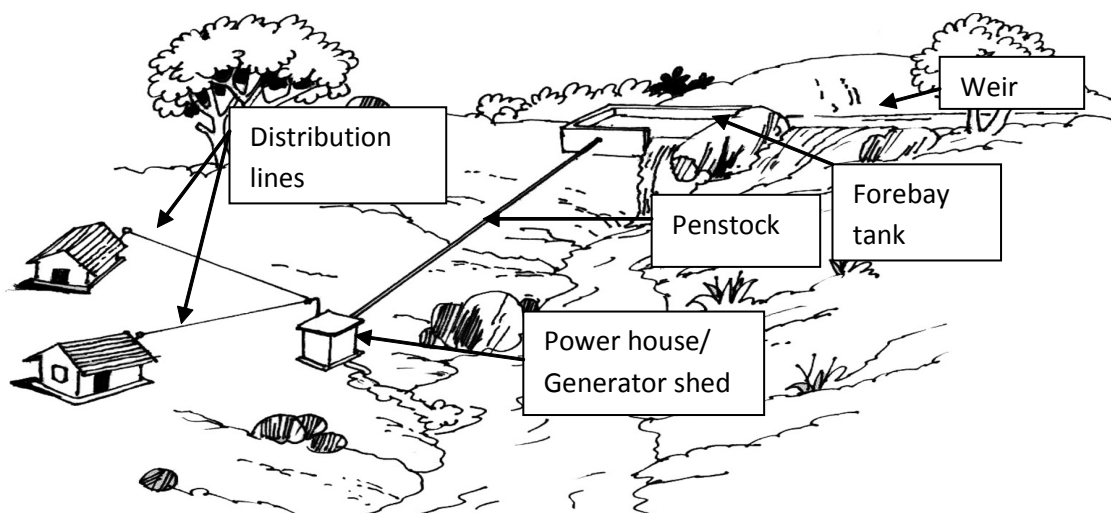 Weir
Distribution
lines
Forebay
tank
Penstock
Power house/
Generator shed